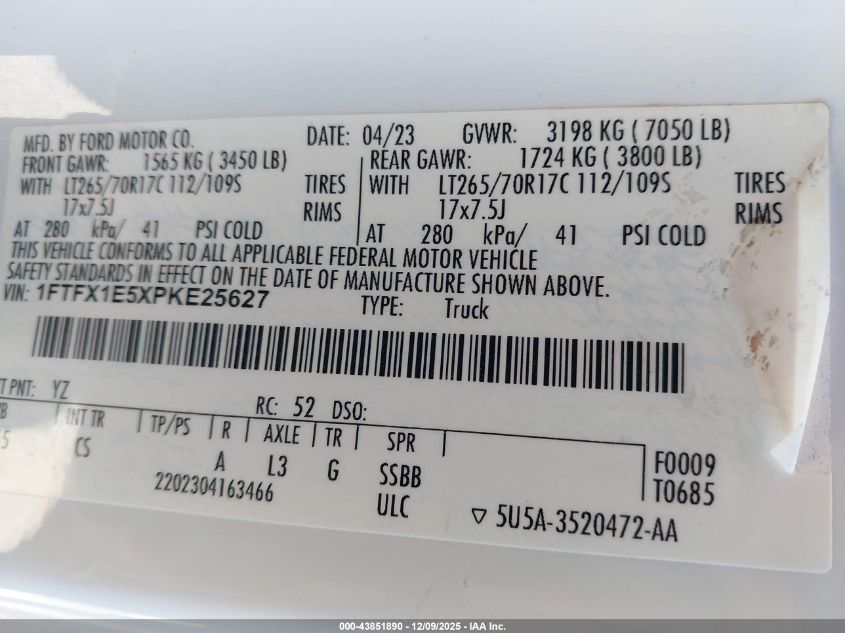 MFD. BY FORD MOTOR CO. DATE: 04/23 GVWR: 3198 KG ( 7050 LB)
FRONT GAWR: 1565 KG ( 3450 LB) REAR GAWR: 1724 KG ( 3800 LB)
WITH LT265/70R17C 112/109S TIRES WITH LT265/70R17C 112/109S TIRES
17x7.5J RIMS 17x7.5J RIMS
AT 280 kPa/ 41 PSI COLD AT 280 kPa/ 41 PSI COLD
THIS VEHICLE CONFORMS TO ALL APPLICABLE FEDERAL MOTOR VEHICLE
SAFETY STANDARDS IN EFFECT ON THE DATE OF MANUFACTURE SHOWN ABOVE.
VIN: 1FTFX1E5XPKE25627 TYPE: Truck
T PNT: YZ RC: 52 DSO:
B INT TR TP/PS R AXLE TR SPR
5 CS A L3 G SSBB F0009
2202304163466 ULC T0685
▽ 5U5A-3520472-AA
000-43851890 - 12/09/2025 - IAA Inc.